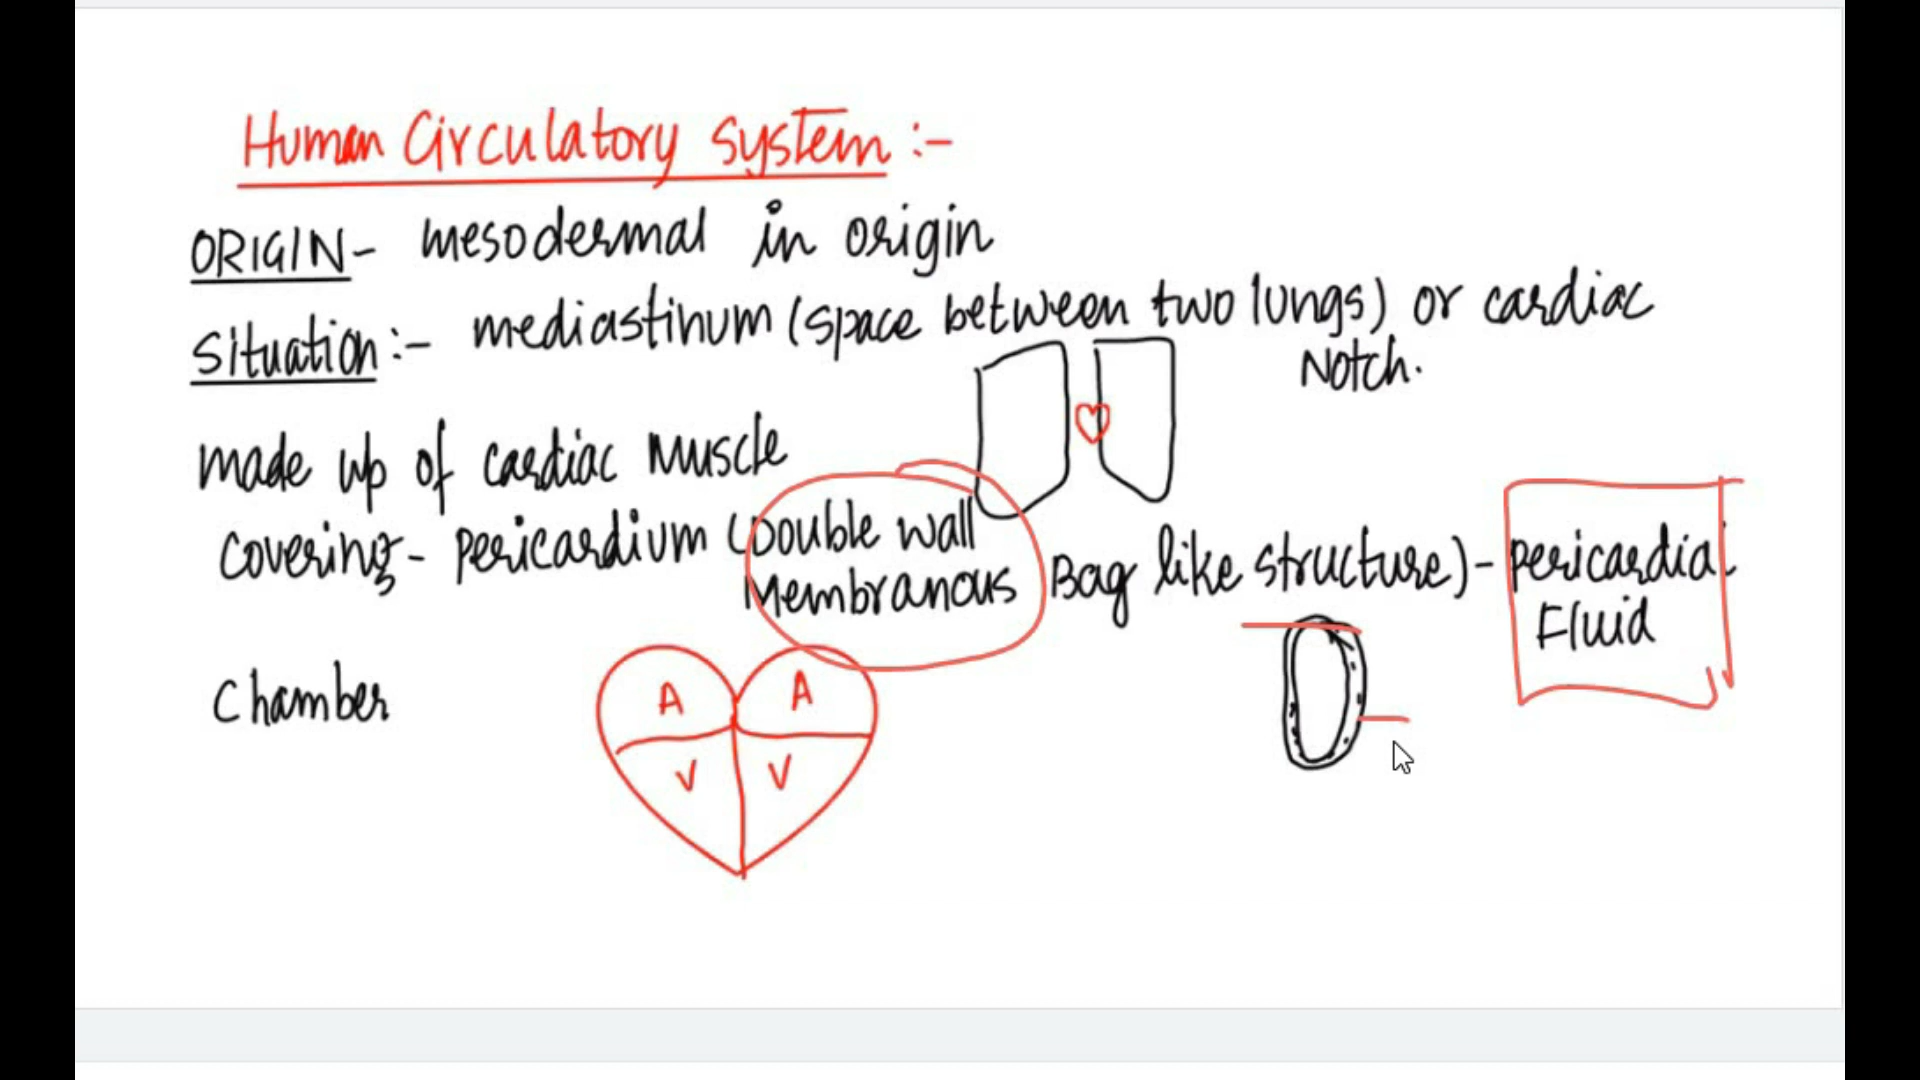 Human Circulatory system :-
ORIGIN - mesodermal in origin
Situation :- mediastinum (space between two lungs) or cardiac
Notch.
made up of cardiac muscle
Covering - Pericardium (Double wall
Membranous Bag like structure) - Pericardial
Fluid
Chamber
A A
V V